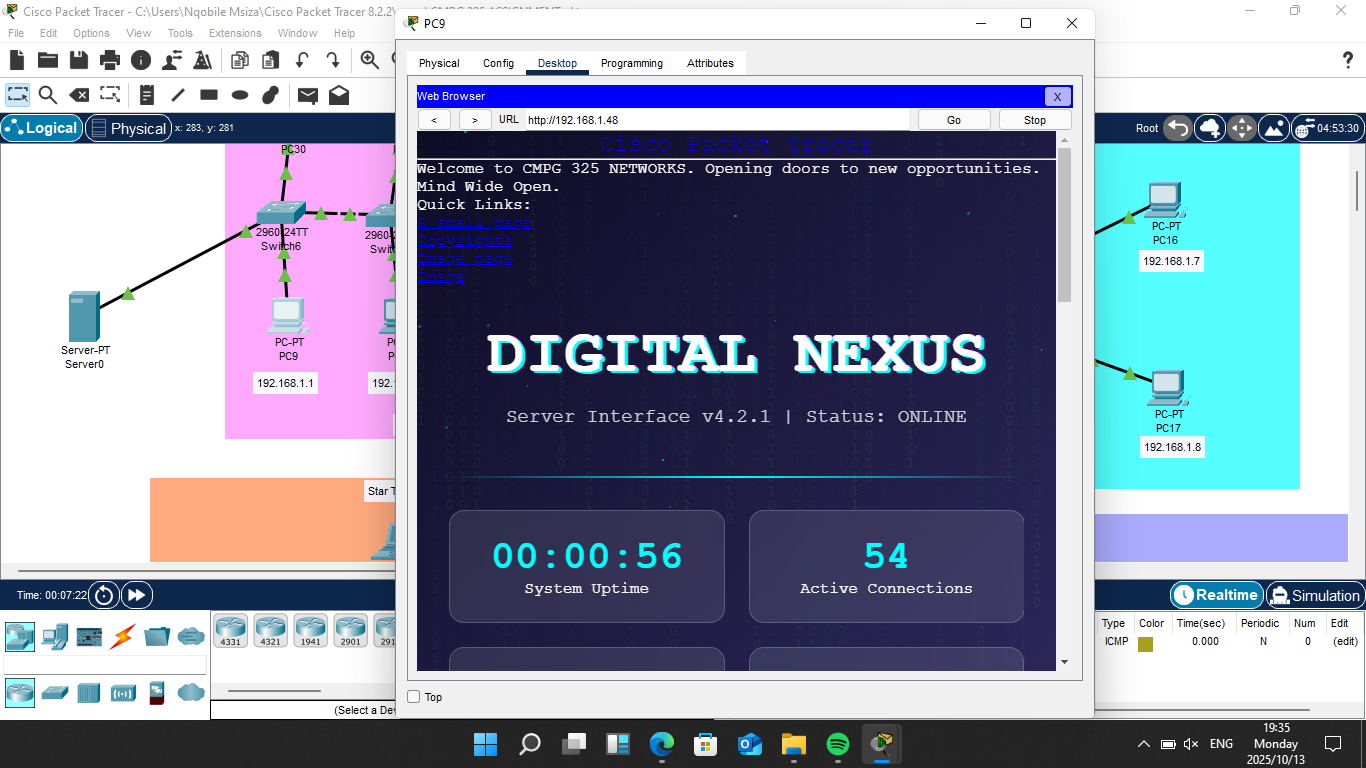 Cisco Packet Tracer - C:\Users\Nqobile Msiza\Cisco Packet Tracer 8.2.2\
File Edit Options View Tools Extensions Window Help
Logical Physical x: 283, y: 281
Root 04:53:30
PC9
Physical Config Desktop Programming Attributes
Web Browser X
< > URL http://192.168.1.48 Go Stop
Cisco Packet Tracer
Welcome to CMPG 325 NETWORKS. Opening doors to new opportunities.
Mind Wide Open.
Quick Links:
A small page
Copyrights
Image page
Image
DIGITAL NEXUS
Server Interface v4.2.1 | Status: ONLINE
00:00:56
System Uptime
54
Active Connections
Top
PC30
2960-24TT
Switch6
2960-
Server-PT
Server0
PC-PT
PC9
192.168.1.1
192.
Star T
PC-PT
PC16
192.168.1.7
PC-PT
PC17
192.168.1.8
Time: 00:07:22
Realtime Simulation
4331 4321 1941 2901 291
(Select a Dev
Type Color Time(sec) Periodic Num Edit
ICMP 0.000 N 0 (edit)
ENG
19:35
Monday
2025/10/13